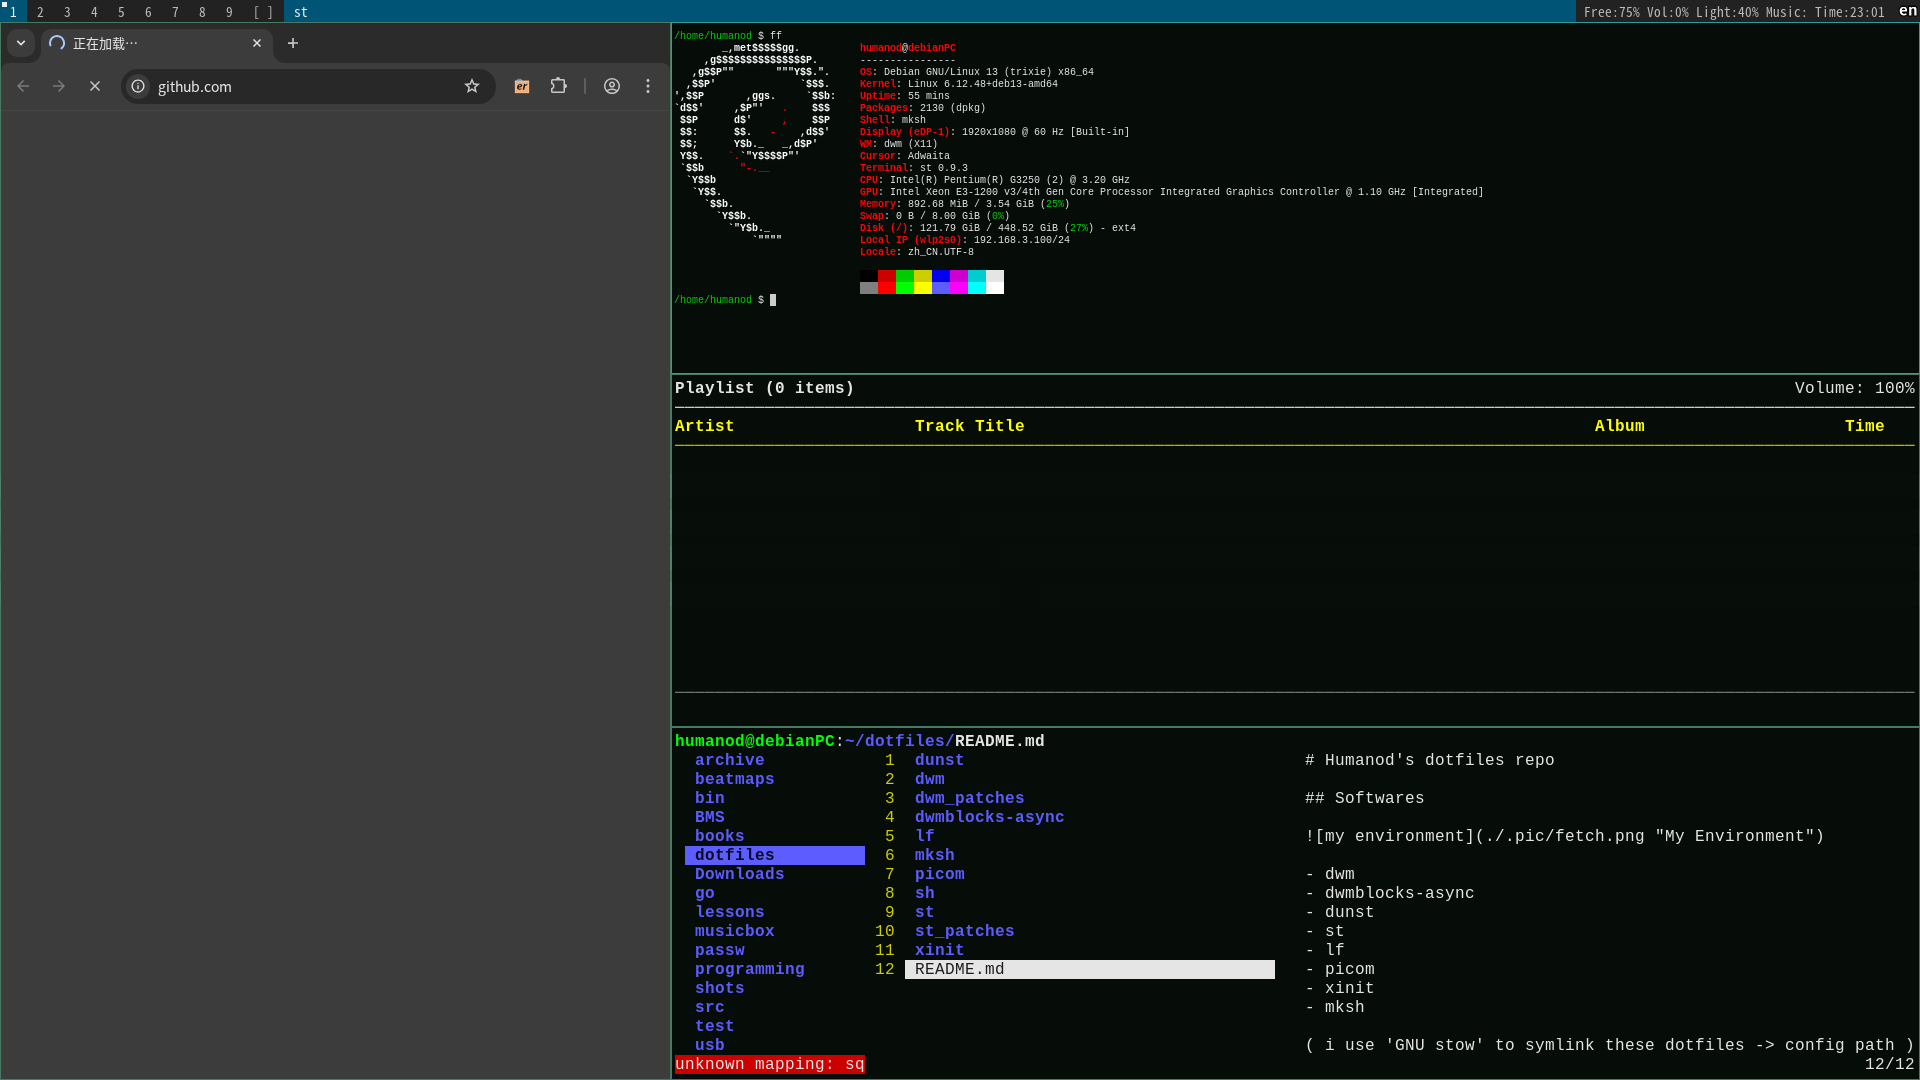 1 2 3 4 5 6 7 8 9 [ ] st Free:75% Vol:0% Light:40% Music: Time:23:01 en
正在加载…
github.com
/home/humanod $ ff
_,met$$$$$gg.
,g$$$$$$$$$$$$$$$P.
,g$$P"" """Y$$.".
,$$P' `$$$.
',$$P ,ggs. `$$b:
`d$$' ,$P"' . $$$
$$P d$' , $$P
$$: $$. - ,d$$'
$$; Y$b._ _,d$P'
Y$$. `.`"Y$$$$P"'
`$$b "-.__
`Y$$b
`Y$$.
`$$b.
`Y$$b.
`"Y$b._
`""""
humanod@debianPC
----------------
OS: Debian GNU/Linux 13 (trixie) x86_64
Kernel: Linux 6.12.48+deb13-amd64
Uptime: 55 mins
Packages: 2130 (dpkg)
Shell: mksh
Display (eDP-1): 1920x1080 @ 60 Hz [Built-in]
WM: dwm (X11)
Cursor: Adwaita
Terminal: st 0.9.3
CPU: Intel(R) Pentium(R) G3250 (2) @ 3.20 GHz
GPU: Intel Xeon E3-1200 v3/4th Gen Core Processor Integrated Graphics Controller @ 1.10 GHz [Integrated]
Memory: 892.68 MiB / 3.54 GiB (25%)
Swap: 0 B / 8.00 GiB (0%)
Disk (/): 121.79 GiB / 448.52 GiB (27%) - ext4
Local IP (wlp2s0): 192.168.3.100/24
Locale: zh_CN.UTF-8
/home/humanod $
Playlist (0 items) Volume: 100%
Artist Track Title Album Time
humanod@debianPC:~/dotfiles/README.md
archive
beatmaps
bin
BMS
books
dotfiles
Downloads
go
lessons
musicbox
passw
programming
shots
src
test
usb
1 dunst
2 dwm
3 dwm_patches
4 dwmblocks-async
5 lf
6 mksh
7 picom
8 sh
9 st
10 st_patches
11 xinit
12 README.md
# Humanod's dotfiles repo
## Softwares
![my environment](./.pic/fetch.png "My Environment")
- dwm
- dwmblocks-async
- dunst
- st
- lf
- picom
- xinit
- mksh
( i use 'GNU stow' to symlink these dotfiles -> config path )
unknown mapping: sq 12/12